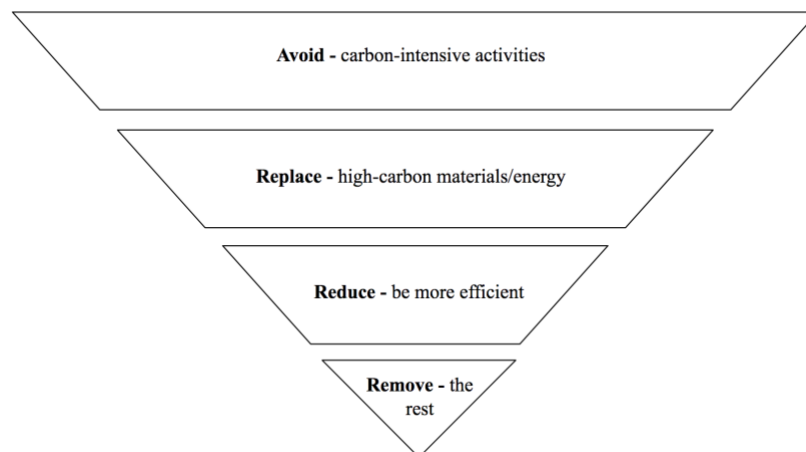 Avoid - carbon-intensive activities
Replace - high-carbon materials/energy
Reduce - be more efficient
Remove - the
rest